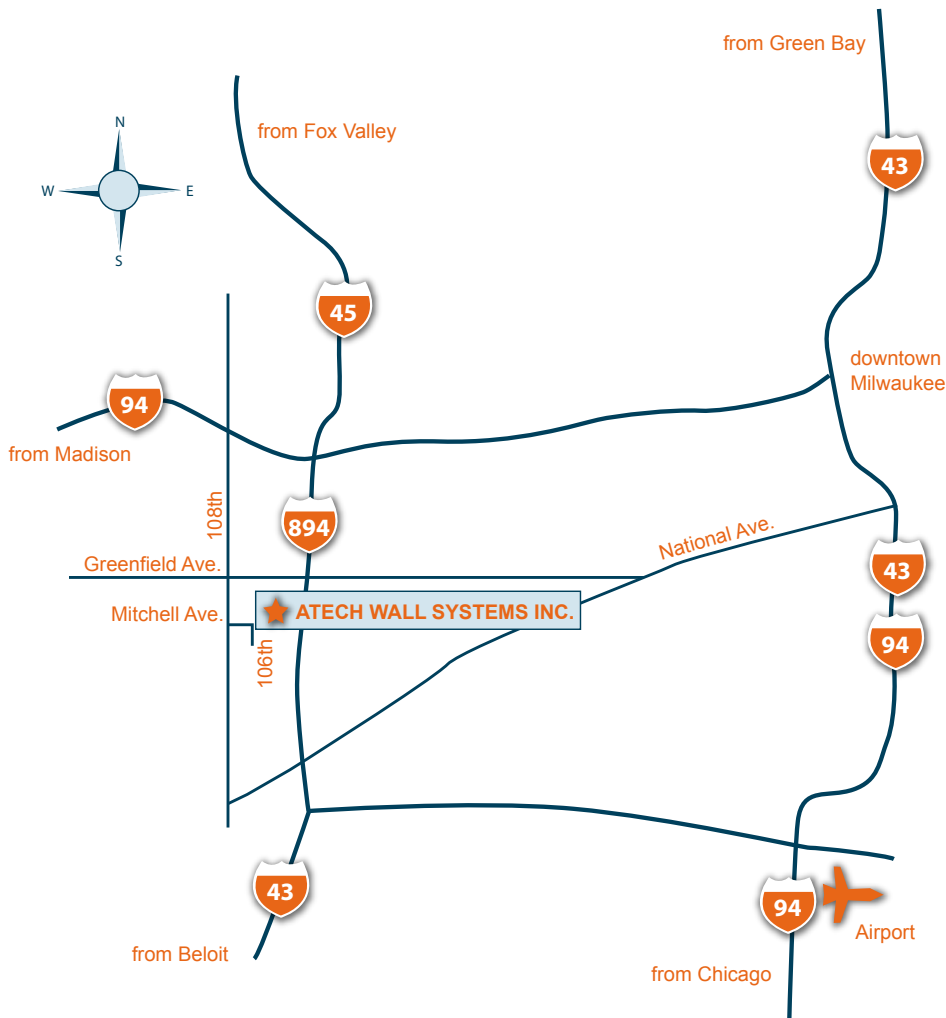 from Green Bay
from Fox Valley
N
W
E
S
43
45
downtown
Milwaukee
94
from Madison
108th
894
National Ave.
Greenfield Ave.
43
Mitchell Ave.
ATECH WALL SYSTEMS INC.
94
106th
43
94
Airport
from Beloit
from Chicago